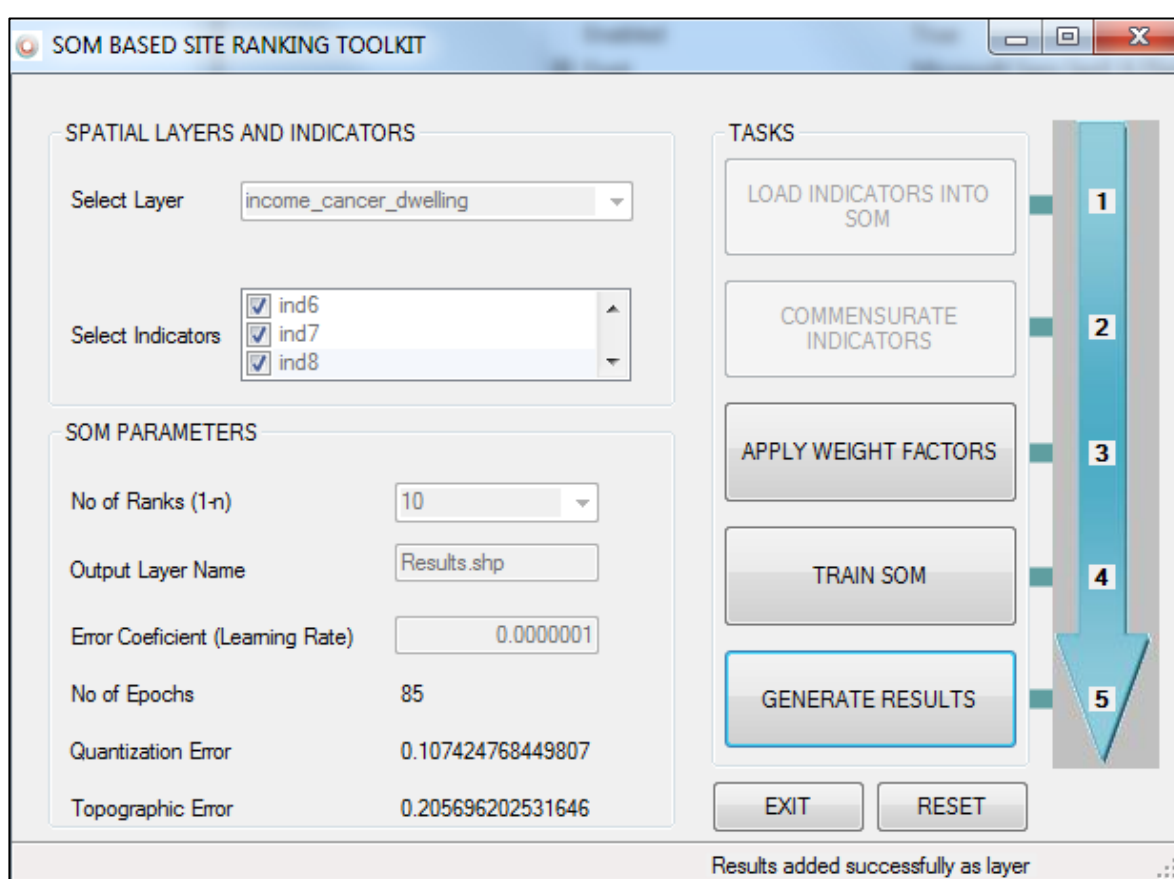 SOM BASED SITE RANKING TOOLKIT
SPATIAL LAYERS AND INDICATORS
Select Layer
income_cancer_dwelling
Select Indicators
ind6
ind7
ind8
SOM PARAMETERS
No of Ranks (1-n)
10
Output Layer Name
Results.shp
Error Coeficient (Learning Rate)
0.0000001
No of Epochs
85
Quantization Error
0.107424768449807
Topographic Error
0.205696202531646
TASKS
LOAD INDICATORS INTO
SOM
1
COMMENSURATE
INDICATORS
2
APPLY WEIGHT FACTORS
3
TRAIN SOM
4
GENERATE RESULTS
5
EXIT
RESET
Results added successfully as layer